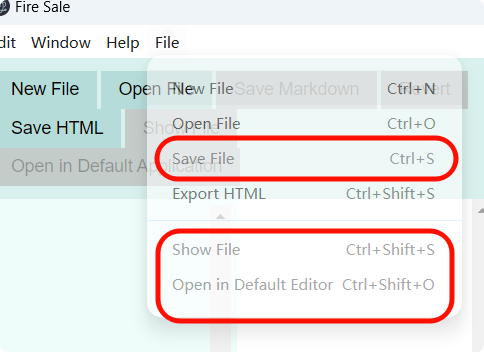 Fire Sale
dit Window Help File
New File Open File Save Markdown Revert
Save HTML Show File
Open in Default Application
New File Ctrl+N
Open File Ctrl+O
Save File Ctrl+S
Export HTML Ctrl+Shift+S
Show File Ctrl+Shift+S
Open in Default Editor Ctrl+Shift+O